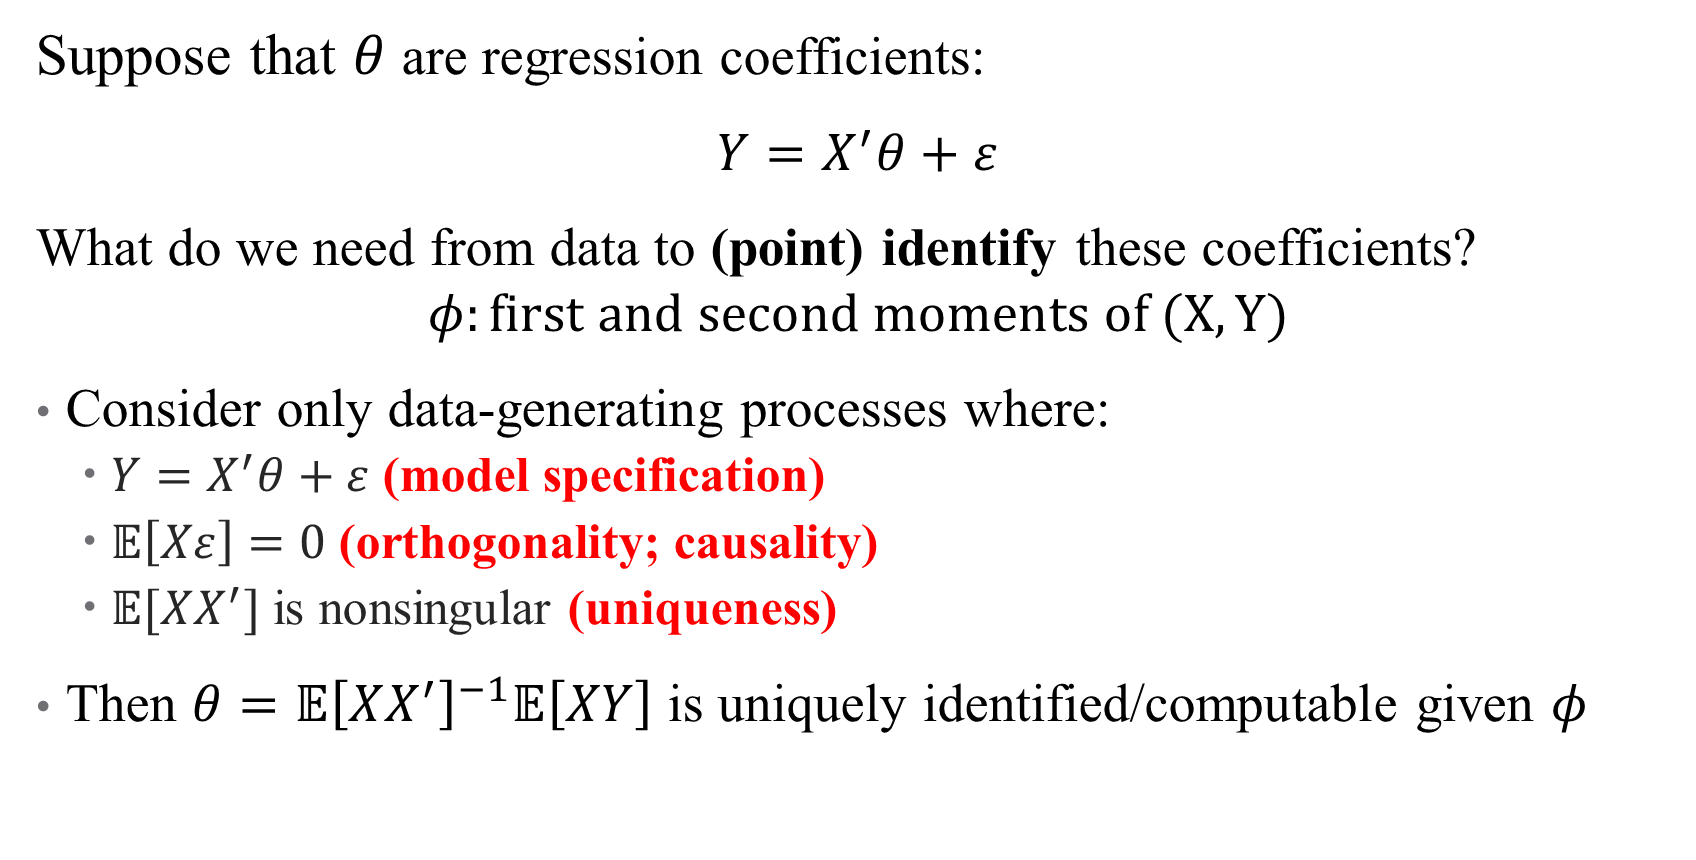 Suppose that θ are regression coefficients:
Y = X′θ + ε
What do we need from data to (point) identify these coefficients?
ϕ: first and second moments of (X, Y)
• Consider only data-generating processes where:
• Y = X′θ + ε (model specification)
• 𝔼[Xε] = 0 (orthogonality; causality)
• 𝔼[XX′] is nonsingular (uniqueness)
• Then θ = 𝔼[XX′]⁻¹𝔼[XY] is uniquely identified/computable given ϕ